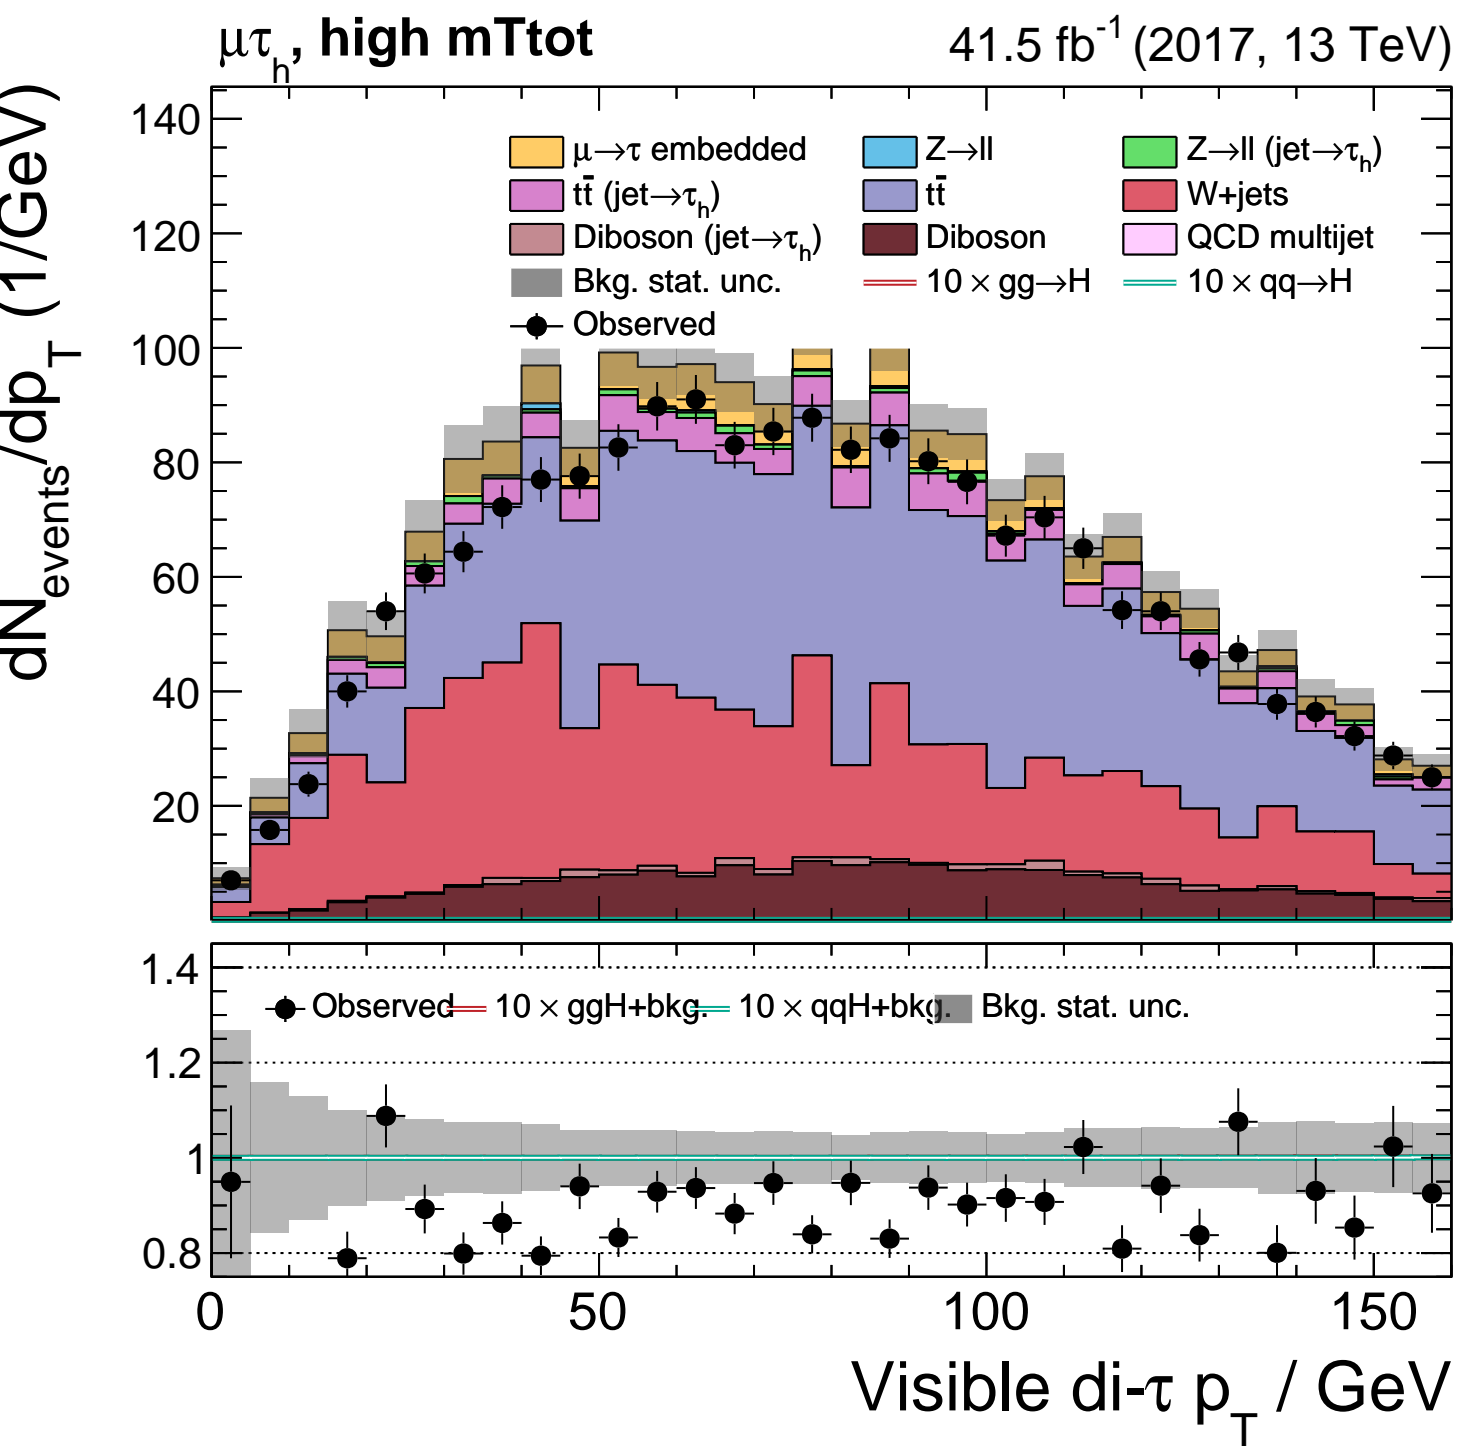 μτh, high mTtot
41.5 fb-1 (2017, 13 TeV)
dNevents/dpT (1/GeV)
140
120
100
80
60
40
20
μ→τ embedded
Z→ll
Z→ll (jet→τh)
tt̄ (jet→τh)
tt̄
W+jets
Diboson (jet→τh)
Diboson
QCD multijet
Bkg. stat. unc.
10 × gg→H
10 × qq→H
Observed
1.4
1.2
1
0.8
Observed
10 × ggH+bkg.
10 × qqH+bkg.
Bkg. stat. unc.
0
50
100
150
Visible di-τ pT / GeV